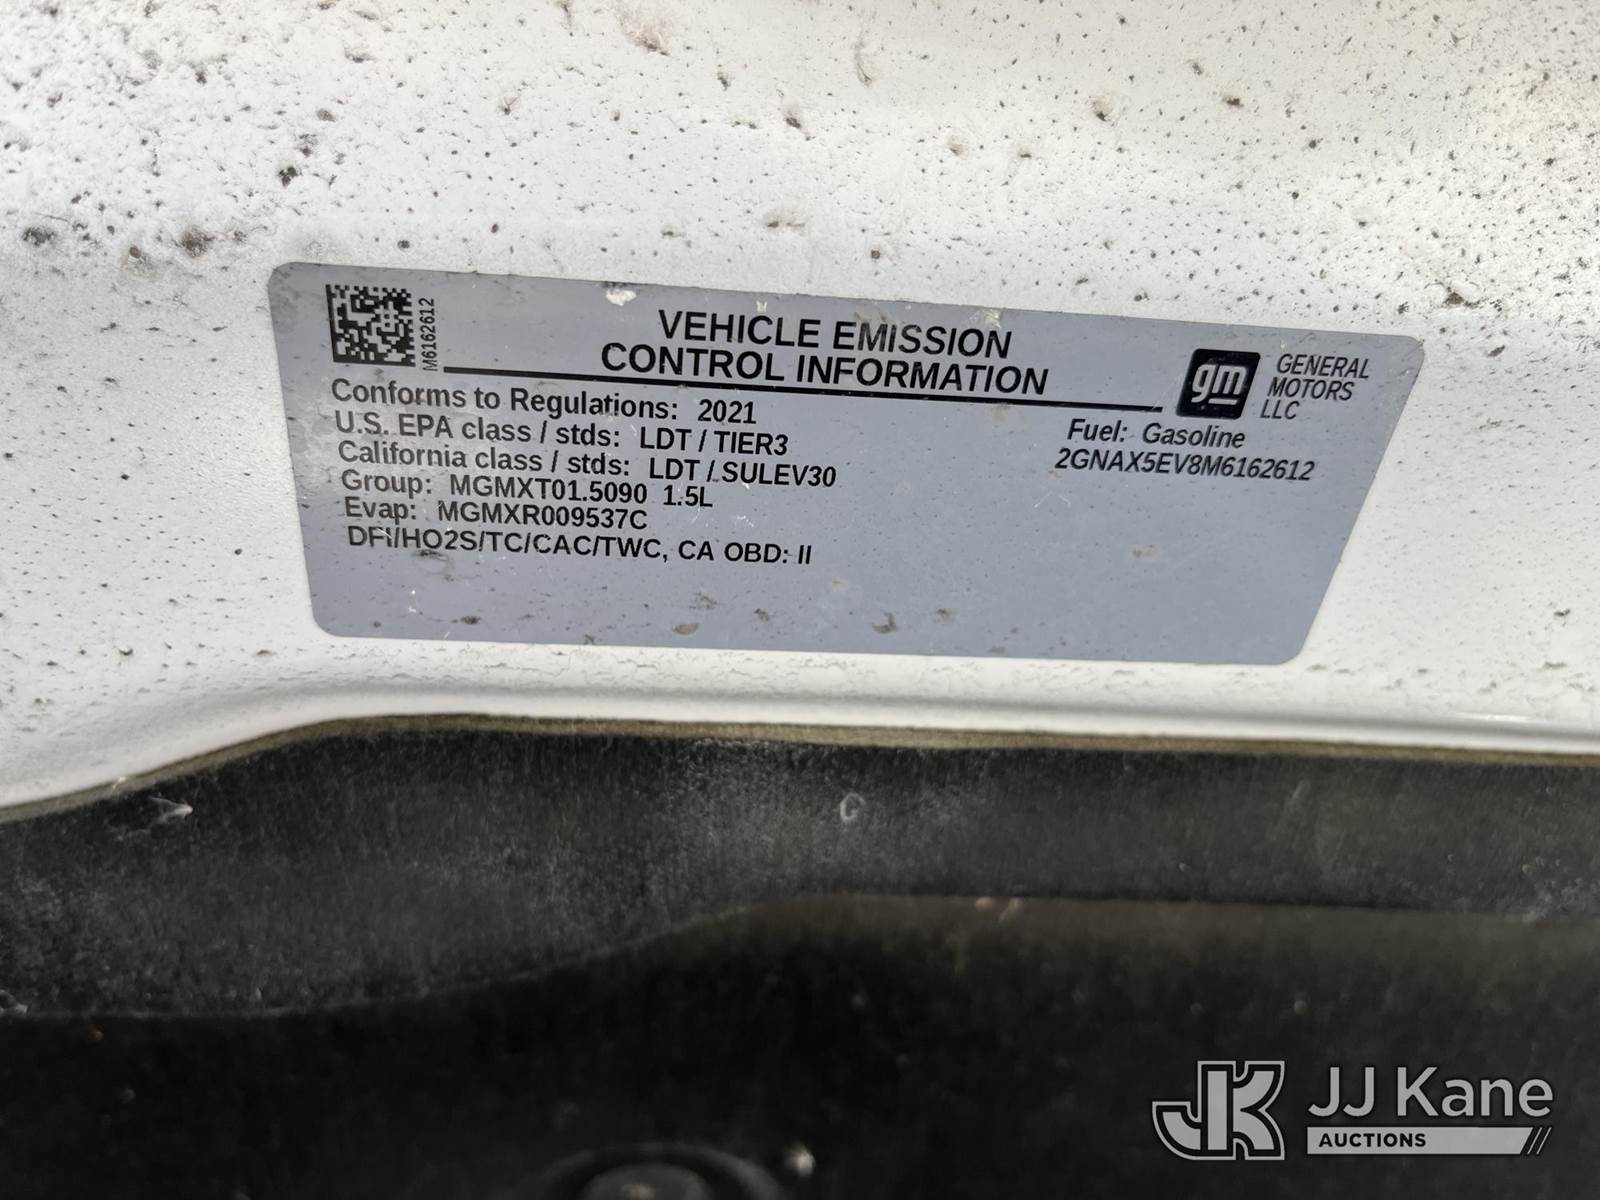 M6162612
VEHICLE EMISSION
CONTROL INFORMATION
gm
GENERAL
MOTORS
LLC
Conforms to Regulations: 2021
U.S. EPA class / stds: LDT / TIER3
California class / stds: LDT / SULEV30
Group: MGMXT01.5090 1.5L
Evap: MGMXR009537C
DFI/HO2S/TC/CAC/TWC, CA OBD: II
Fuel: Gasoline
2GNAX5EV8M6162612
JK
JJ Kane
AUCTIONS